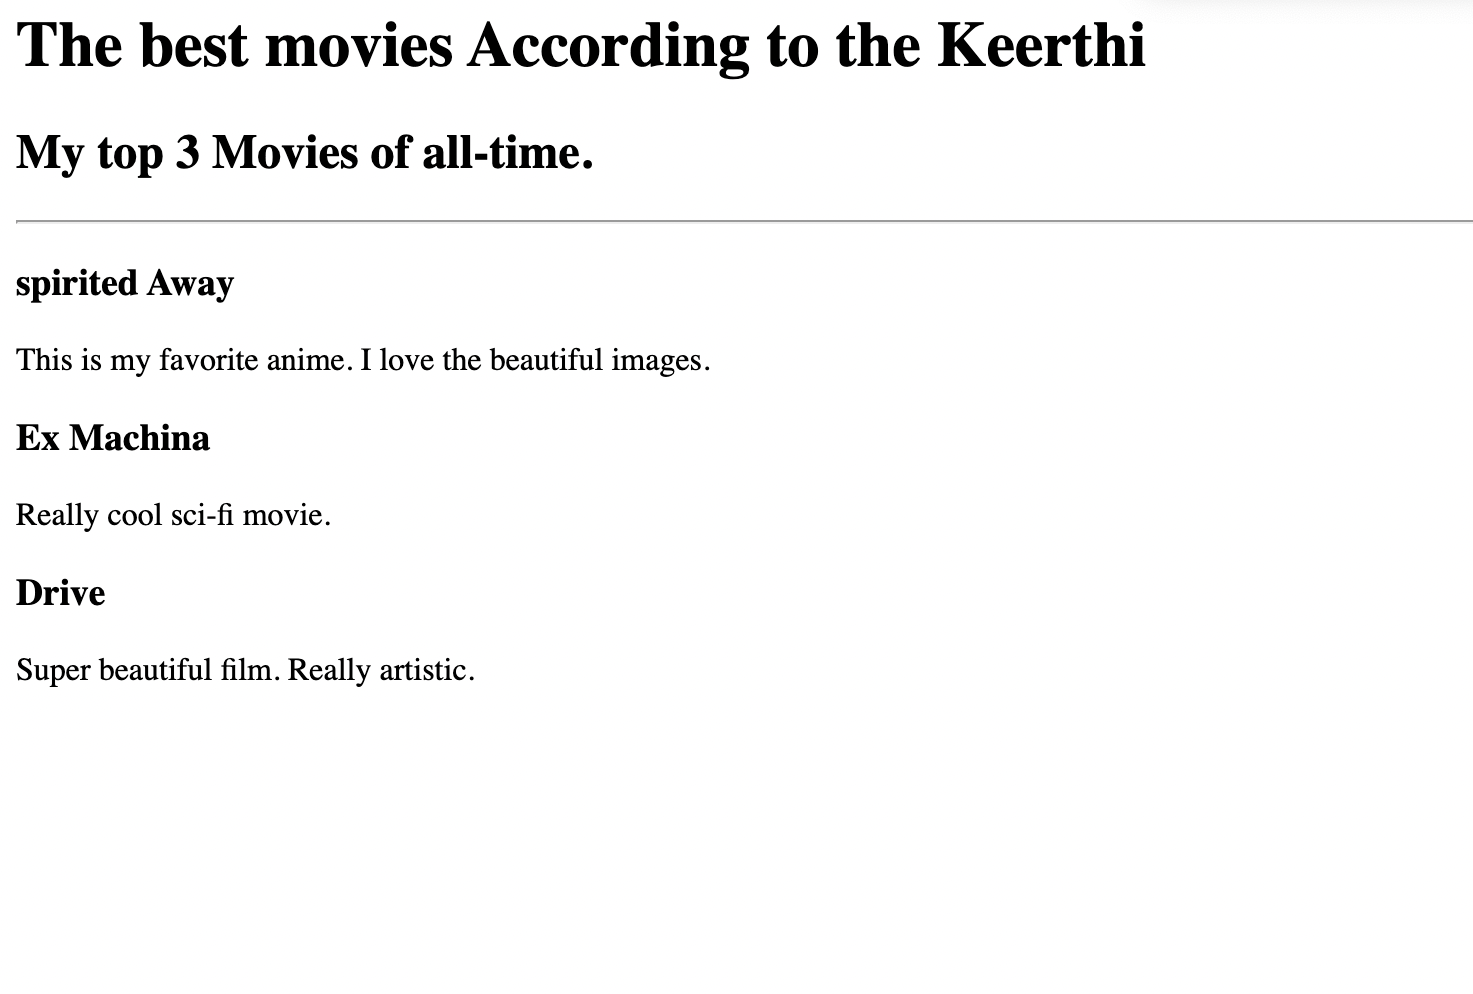 The best movies According to the Keerthi
My top 3 Movies of all-time.
spirited Away
This is my favorite anime. I love the beautiful images.
Ex Machina
Really cool sci-fi movie.
Drive
Super beautiful film. Really artistic.